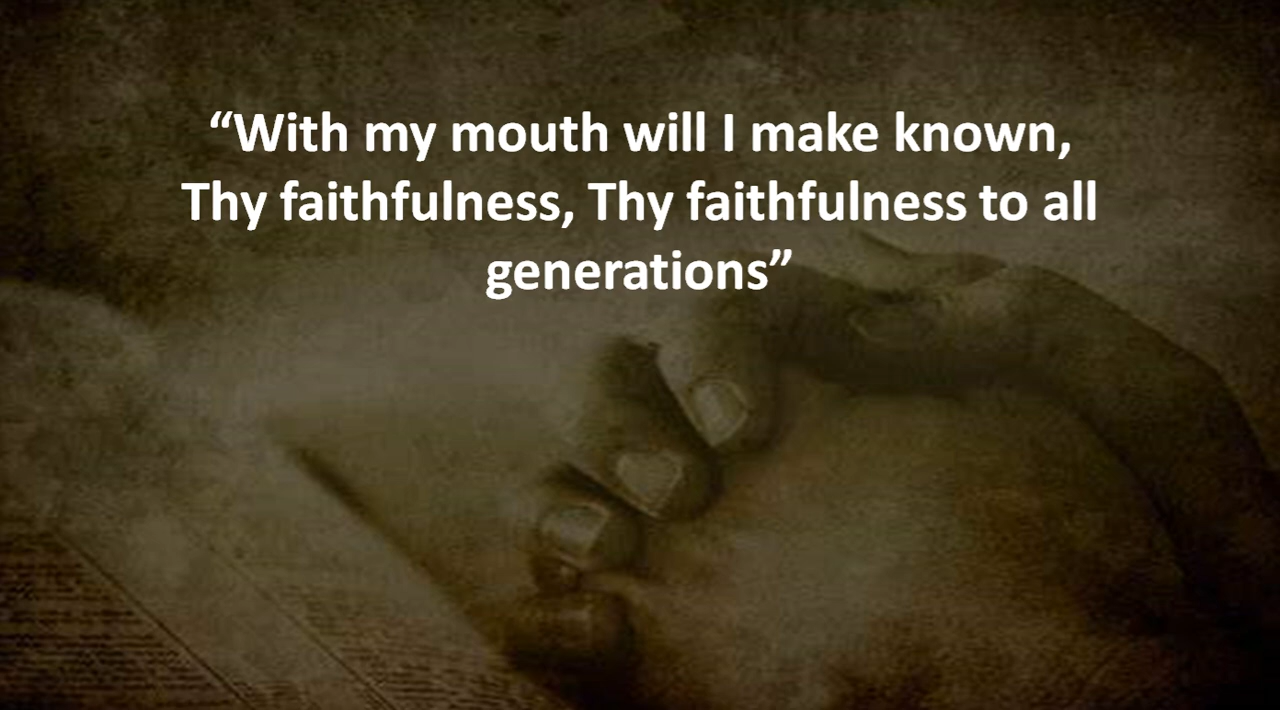 “With my mouth will I make known,
Thy faithfulness, Thy faithfulness to all
generations”